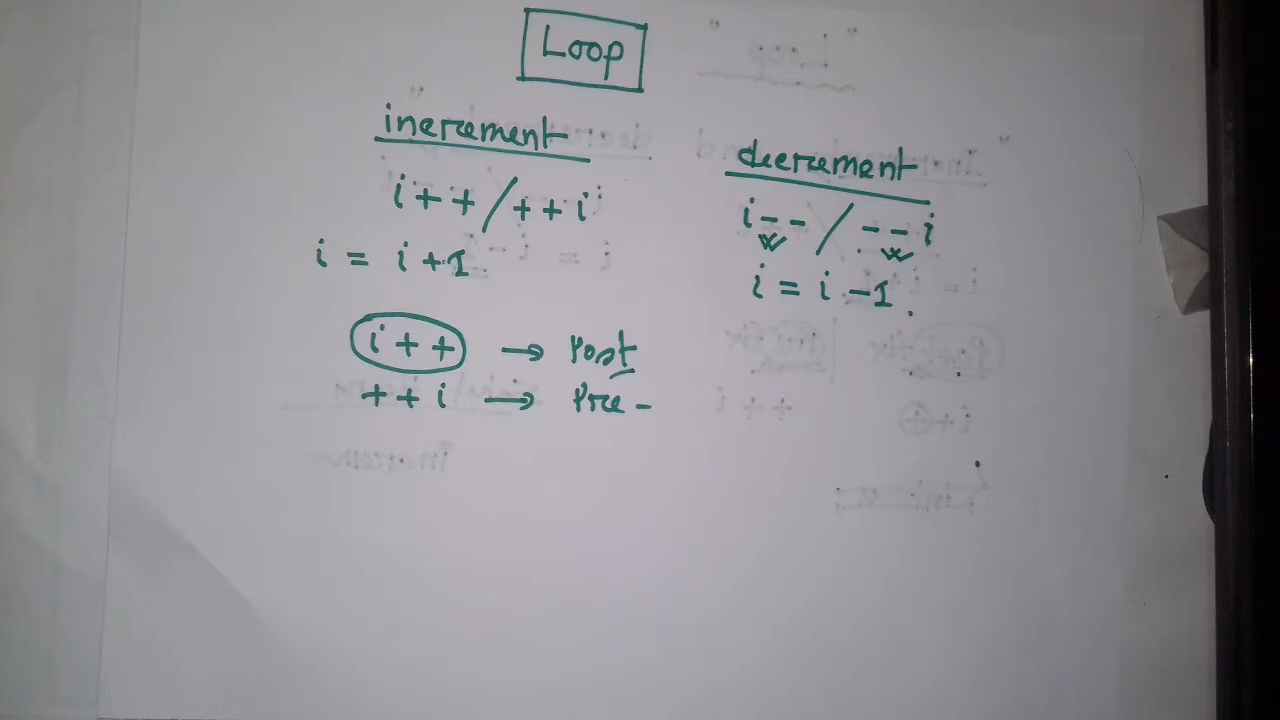 Loop
increment
i++ / ++i
i = i+1
decrement
i-- / --i
i = i-1.
i++ → Post
++i → Pre-